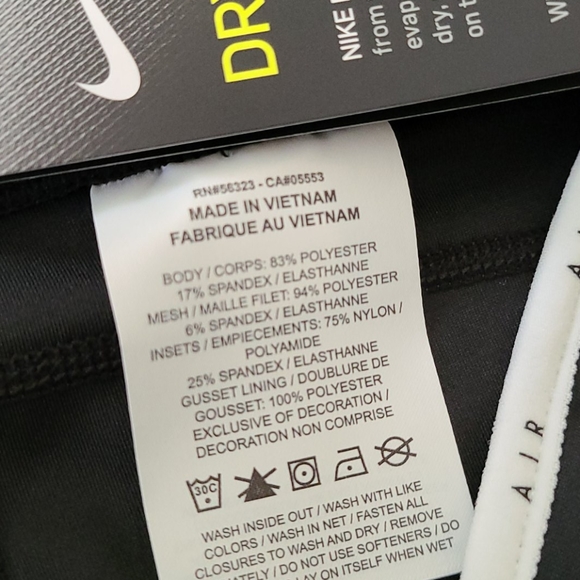 DRY
NIKE
from
evap
dry,
on t
W
RN#56323 - CA#05553
MADE IN VIETNAM
FABRIQUE AU VIETNAM
BODY / CORPS: 83% POLYESTER
17% SPANDEX / ELASTHANNE
MESH / MAILLE FILET: 94% POLYESTER
6% SPANDEX / ELASTHANNE
INSETS / EMPIECEMENTS: 75% NYLON /
POLYAMIDE
25% SPANDEX / ELASTHANNE
GUSSET LINING / DOUBLURE DE
GOUSSET: 100% POLYESTER
EXCLUSIVE OF DECORATION /
DECORATION NON COMPRISE
30C
WASH INSIDE OUT / WASH WITH LIKE
COLORS / WASH IN NET / FASTEN ALL
CLOSURES TO WASH AND DRY / REMOVE
ATELY / DO NOT USE SOFTENERS / DO
LAY ON ITSELF WHEN WET
AIR
A